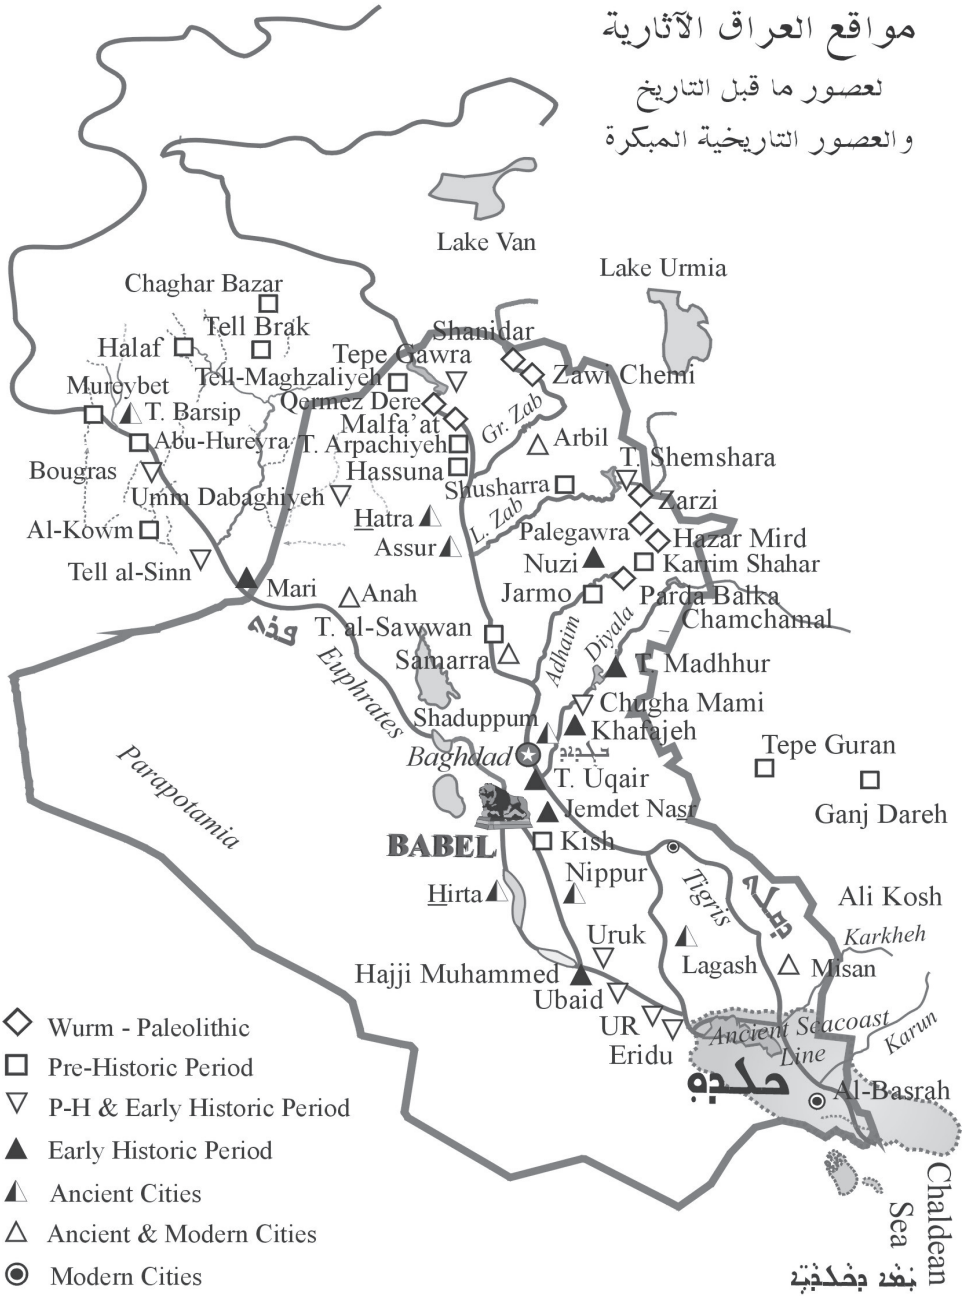 مواقع العراق الآثارية
لعصور ما قبل التاريخ
والعصور التاريخية المبكرة
Lake Van
Lake Urmia
Chaghar Bazar
Tell Brak
Halaf
Shanidar
Tepe Gawra
Zawi Chemi
Tell-Maghzaliyeh
Mureybet
T. Barsip
Qermez Dere
Malfa'at
Gr. Zab
Arbil
Abu-Hureyra
T. Arpachiyeh
T. Shemshara
Bougras
Hassuna
Shusharra
Umm Dabaghiyeh
Zarzi
Hatra
L. Zab
Al-Kowm
Palegawra
Hazar Mird
Assur
Nuzi
Karrim Shahar
Tell al-Sinn
Mari
Anah
Jarmo
Parda Balka
Chamchamal
T. al-Sawwan
Adhaim
Diyala
Samarra
T. Madhhur
Euphrates
Chugha Mami
Shaduppum
Khafajeh
Baghdad
Tepe Guran
Parapotamia
T. Uqair
Ganj Dareh
Jemdet Nasr
BABEL
Kish
Nippur
Hirta
Tigris
Ali Kosh
Uruk
Karkheh
Lagash
Misan
Hajji Muhammed
Ubaid
UR
Ancient Seacoast
Line
Karun
Eridu
Al-Basrah
Chaldean
Sea
Wurm - Paleolithic
Pre-Historic Period
P-H & Early Historic Period
Early Historic Period
Ancient Cities
Ancient & Modern Cities
Modern Cities